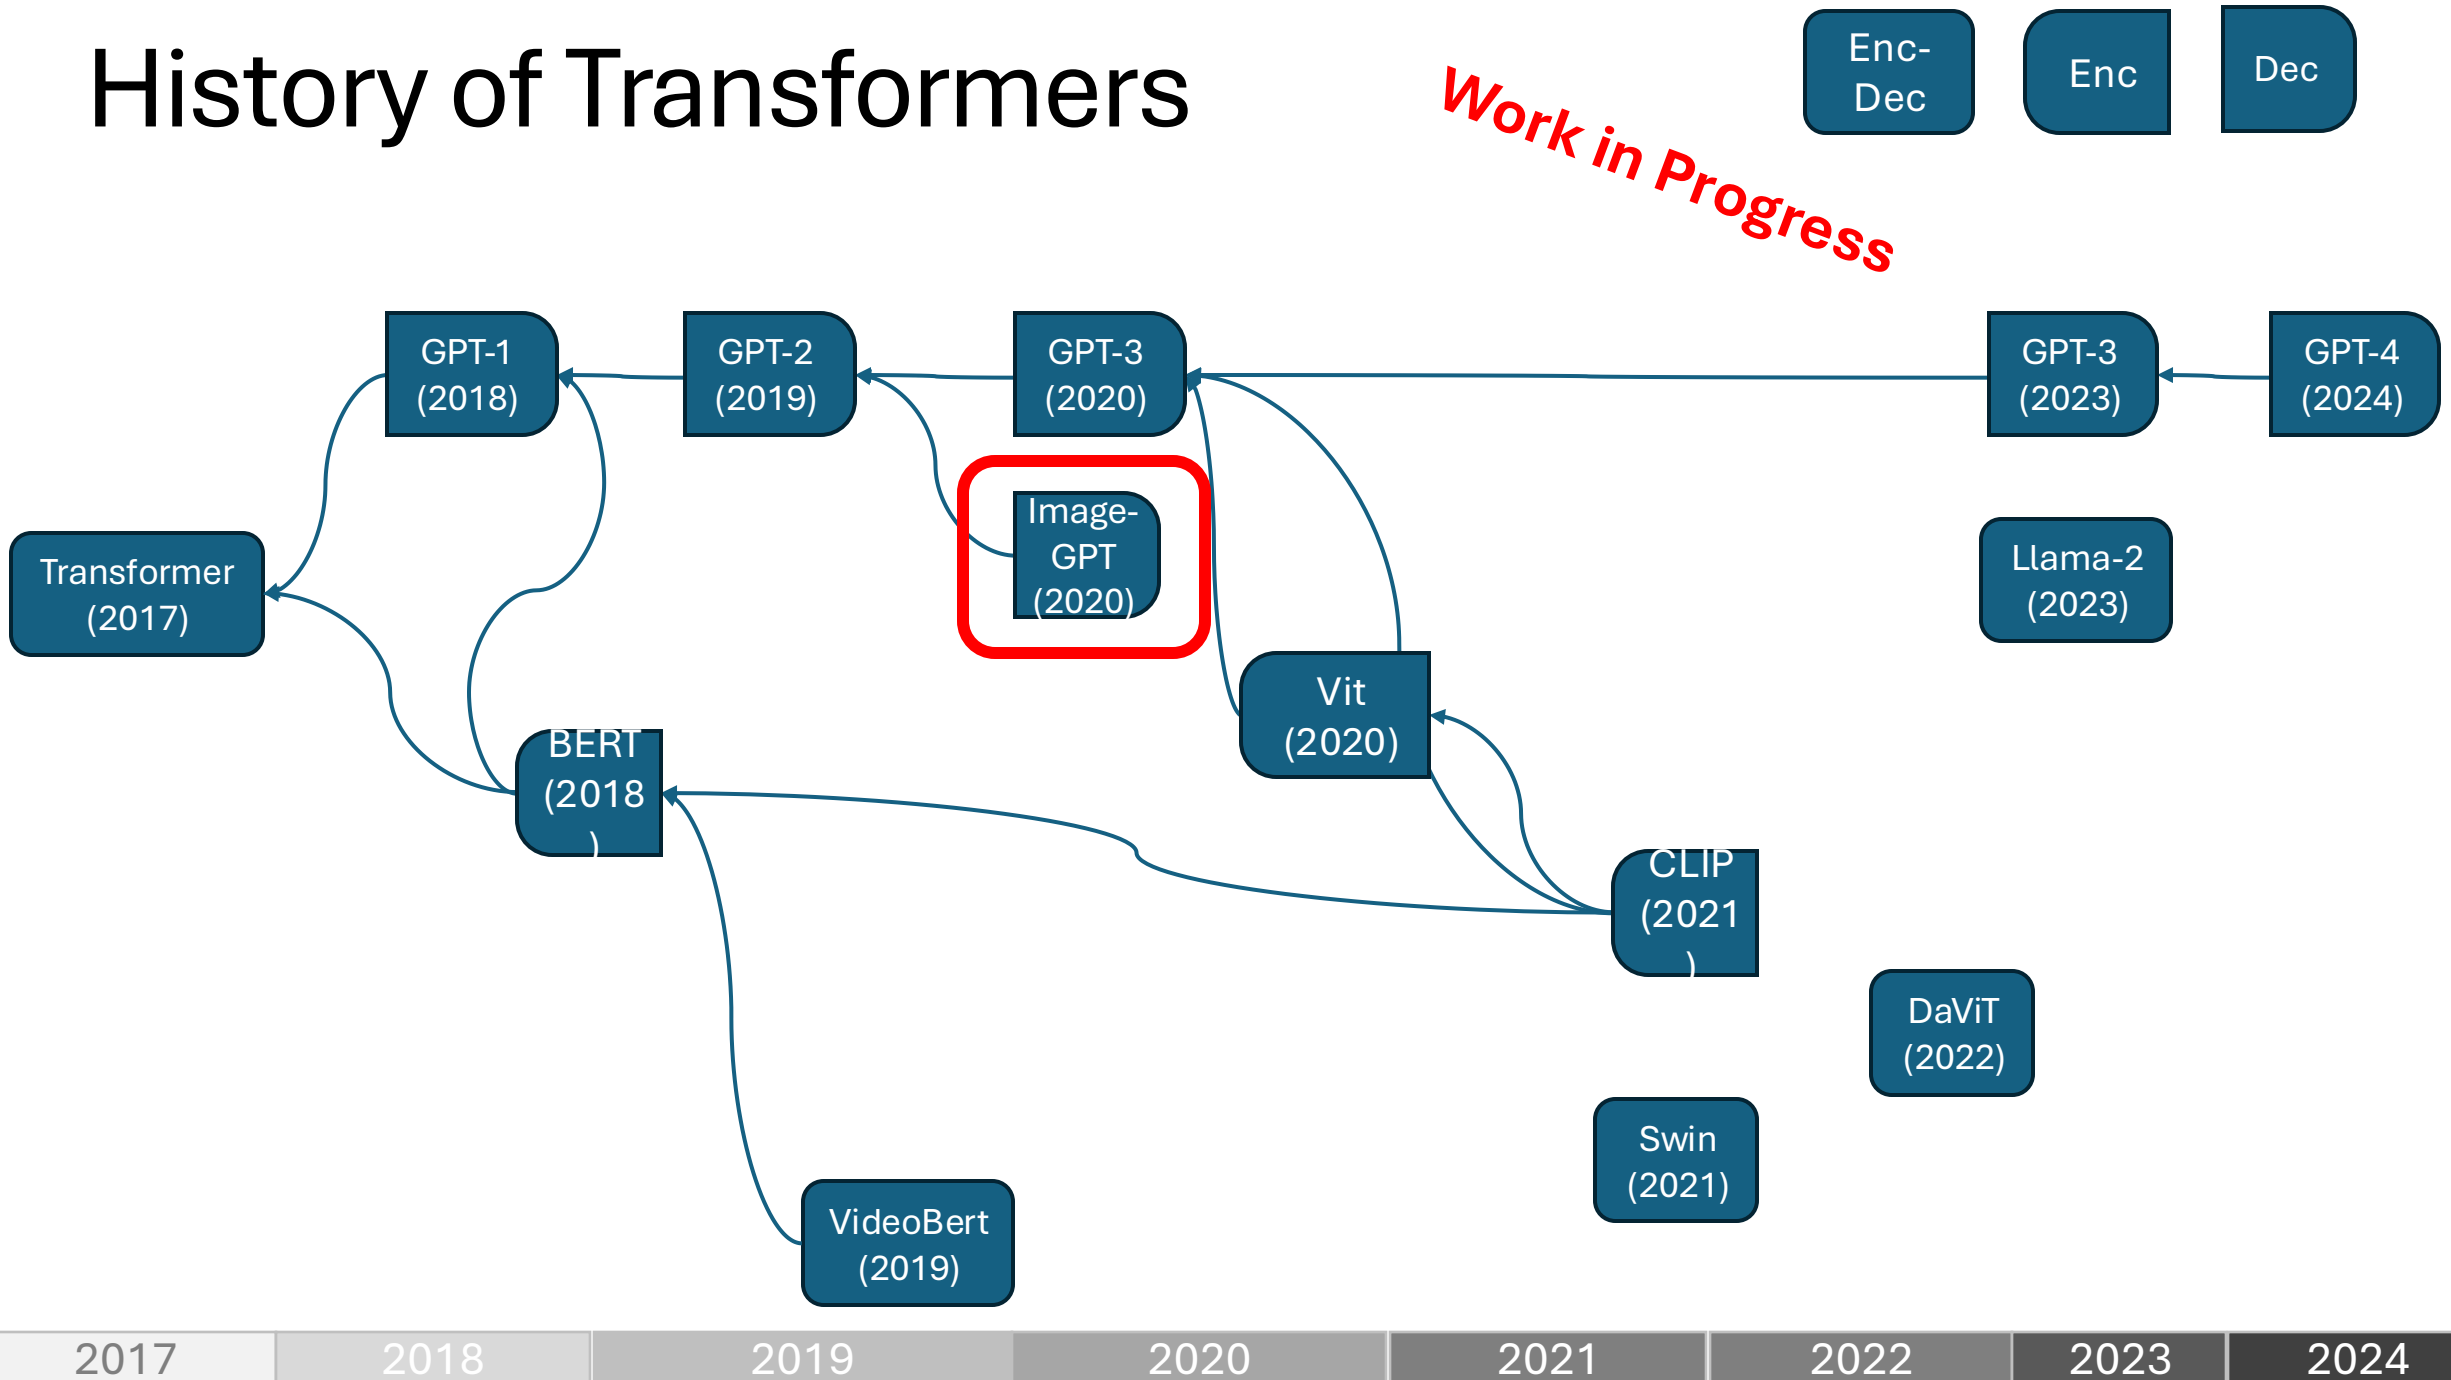 History of Transformers
Work in Progress
Enc-
Dec
Enc
Dec
GPT-1
(2018)
GPT-2
(2019)
GPT-3
(2020)
GPT-3
(2023)
GPT-4
(2024)
Image-
GPT
(2020)
Transformer
(2017)
Llama-2
(2023)
Vit
(2020)
BERT
(2018
)
CLIP
(2021
)
DaViT
(2022)
Swin
(2021)
VideoBert
(2019)
2017
2018
2019
2020
2021
2022
2023
2024